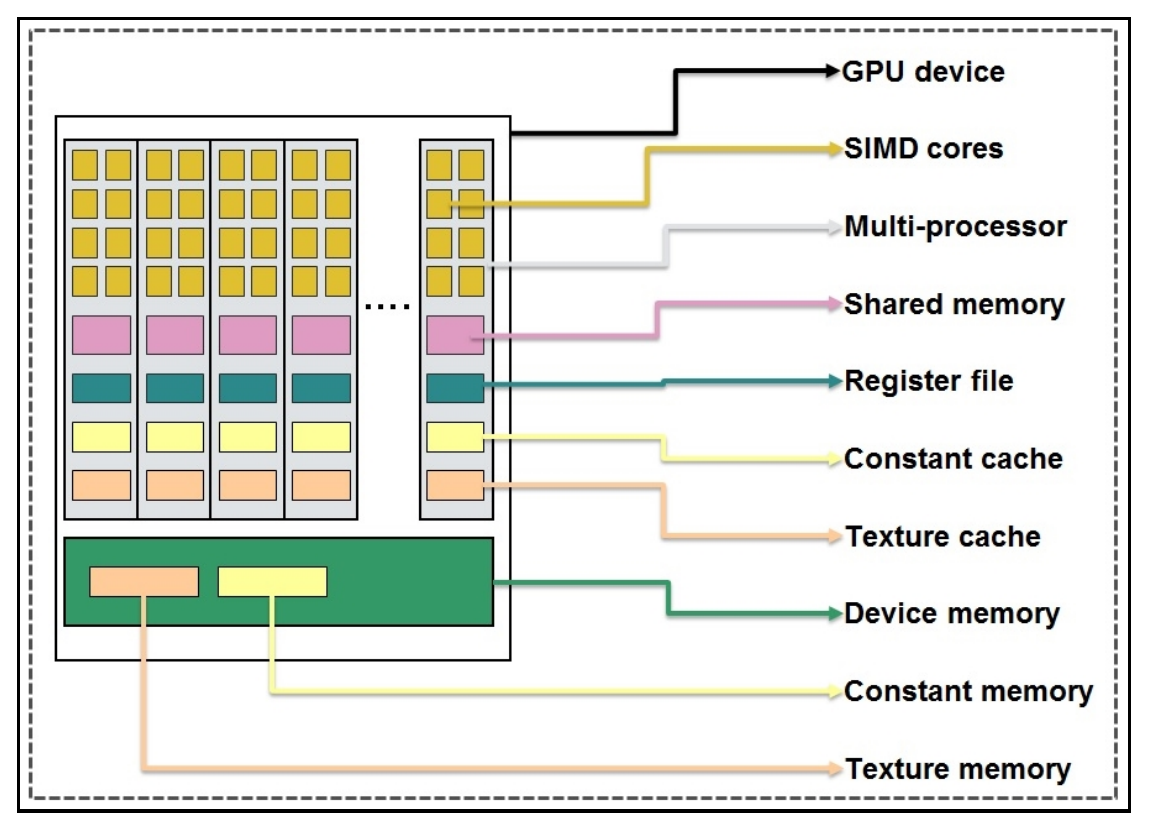 GPU device
SIMD cores
Multi-processor
Shared memory
Register file
Constant cache
Texture cache
Device memory
Constant memory
Texture memory